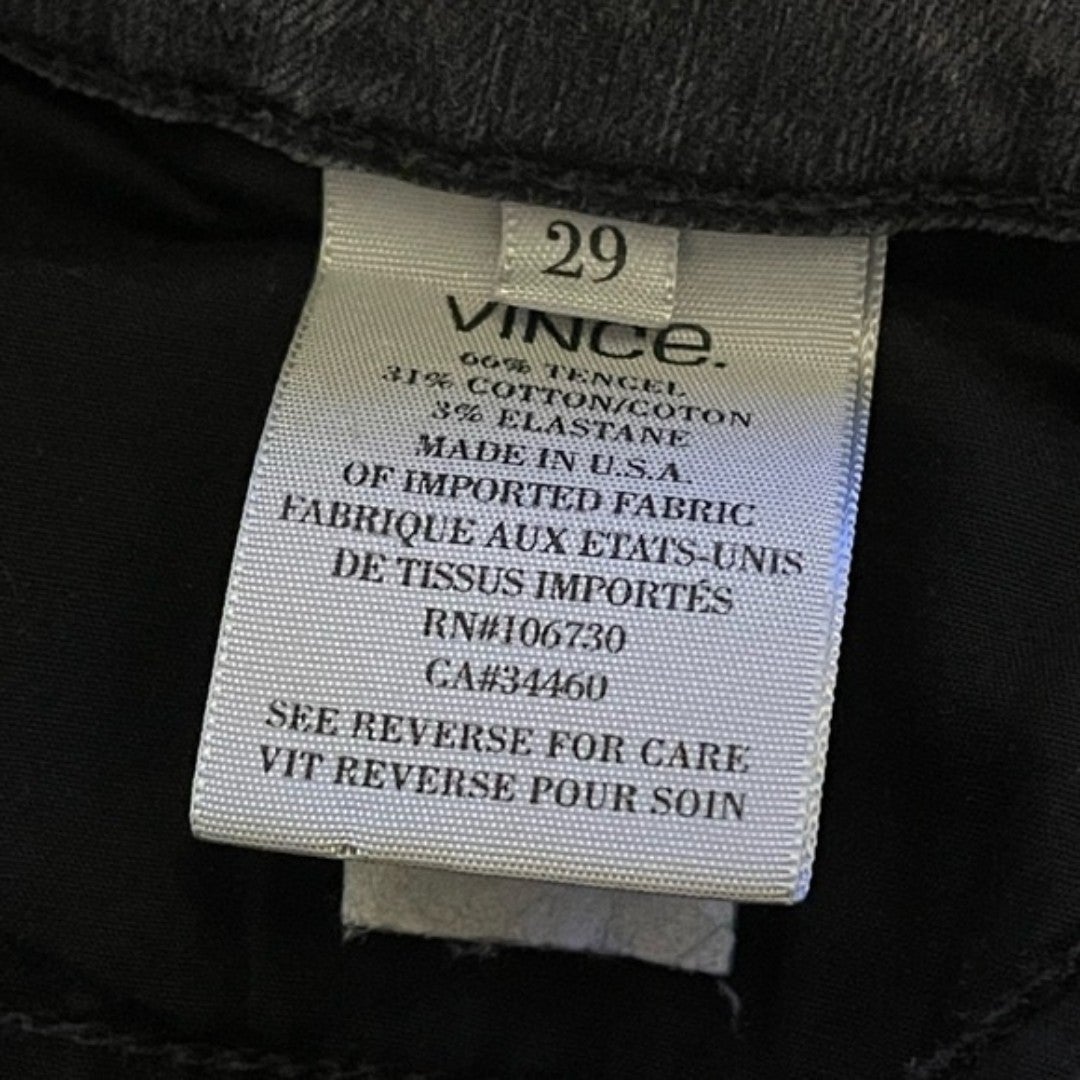 29
VINCe.
66% TENCEL
31% COTTON/COTON
3% ELASTANE
MADE IN U.S.A.
OF IMPORTED FABRIC
FABRIQUE AUX ETATS-UNIS
DE TISSUS IMPORTÉS
RN#106730
CA#34460
SEE REVERSE FOR CARE
VIT REVERSE POUR SOIN